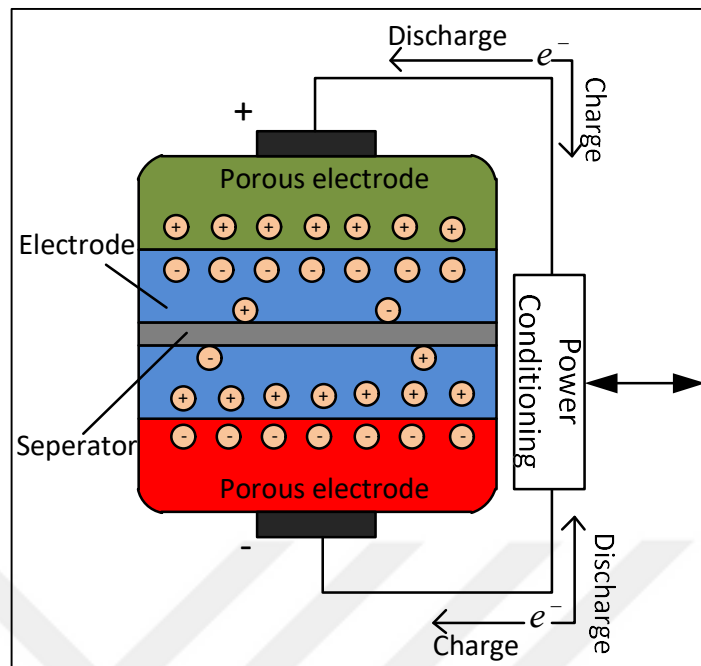 Discharge
e⁻
Charge
+
Porous electrode
+ + + + + + +
Electrode
- - - - - - -
+ -
Power
Conditioning
- +
+ + + + + + +
Seperator
- - - - - - -
Porous electrode
-
Discharge
e⁻
Charge